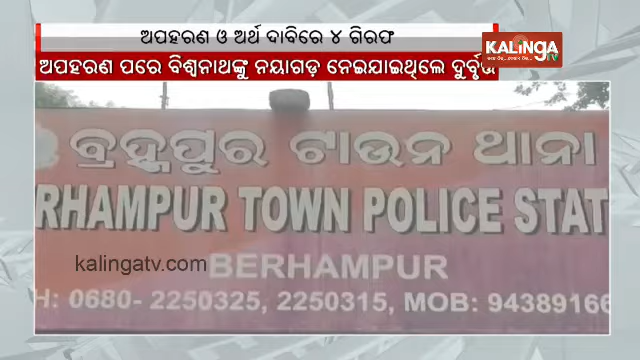 ଅପହରଣ ଓ ଅର୍ଥ ଦାବିରେ ୪ ଗିରଫ
KALINGA TV
ଅପହରଣ ପରେ ବିଶ୍ୱନାଥଙ୍କୁ ନୟାଗଡ଼ ନେଇଯାଇଥିଲେ ଦୁର୍ବୃତ୍ତ
ବ୍ରହ୍ମପୁର ଟାଉନ ଥାନା
RHAMPUR TOWN POLICE STAT
kalingatv.com
BERHAMPUR
H: 0680- 2250325, 2250315, MOB: 94389166